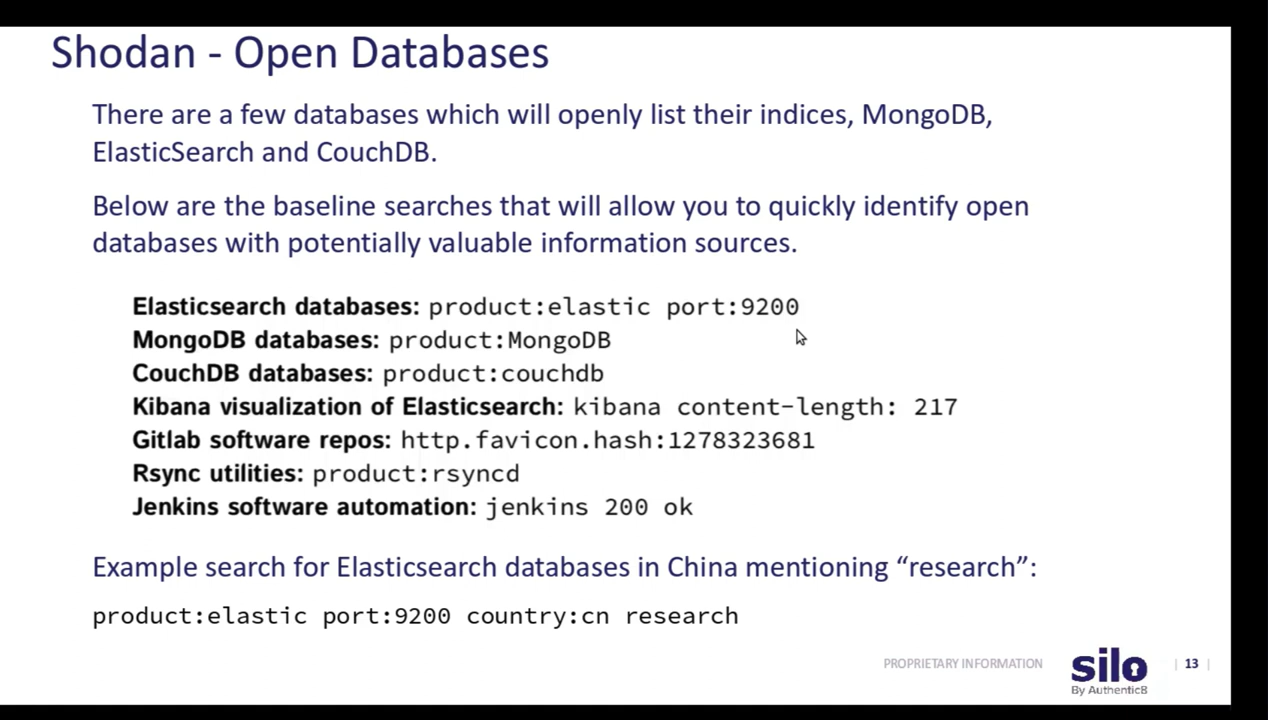 Shodan - Open Databases
There are a few databases which will openly list their indices, MongoDB,
ElasticSearch and CouchDB.
Below are the baseline searches that will allow you to quickly identify open
databases with potentially valuable information sources.
Elasticsearch databases: product:elastic port:9200
MongoDB databases: product:MongoDB
CouchDB databases: product:couchdb
Kibana visualization of Elasticsearch: kibana content-length: 217
Gitlab software repos: http.favicon.hash:1278323681
Rsync utilities: product:rsyncd
Jenkins software automation: jenkins 200 ok
Example search for Elasticsearch databases in China mentioning “research”:
product:elastic port:9200 country:cn research
PROPRIETARY INFORMATION
silo
By Authentic8
| 13 |